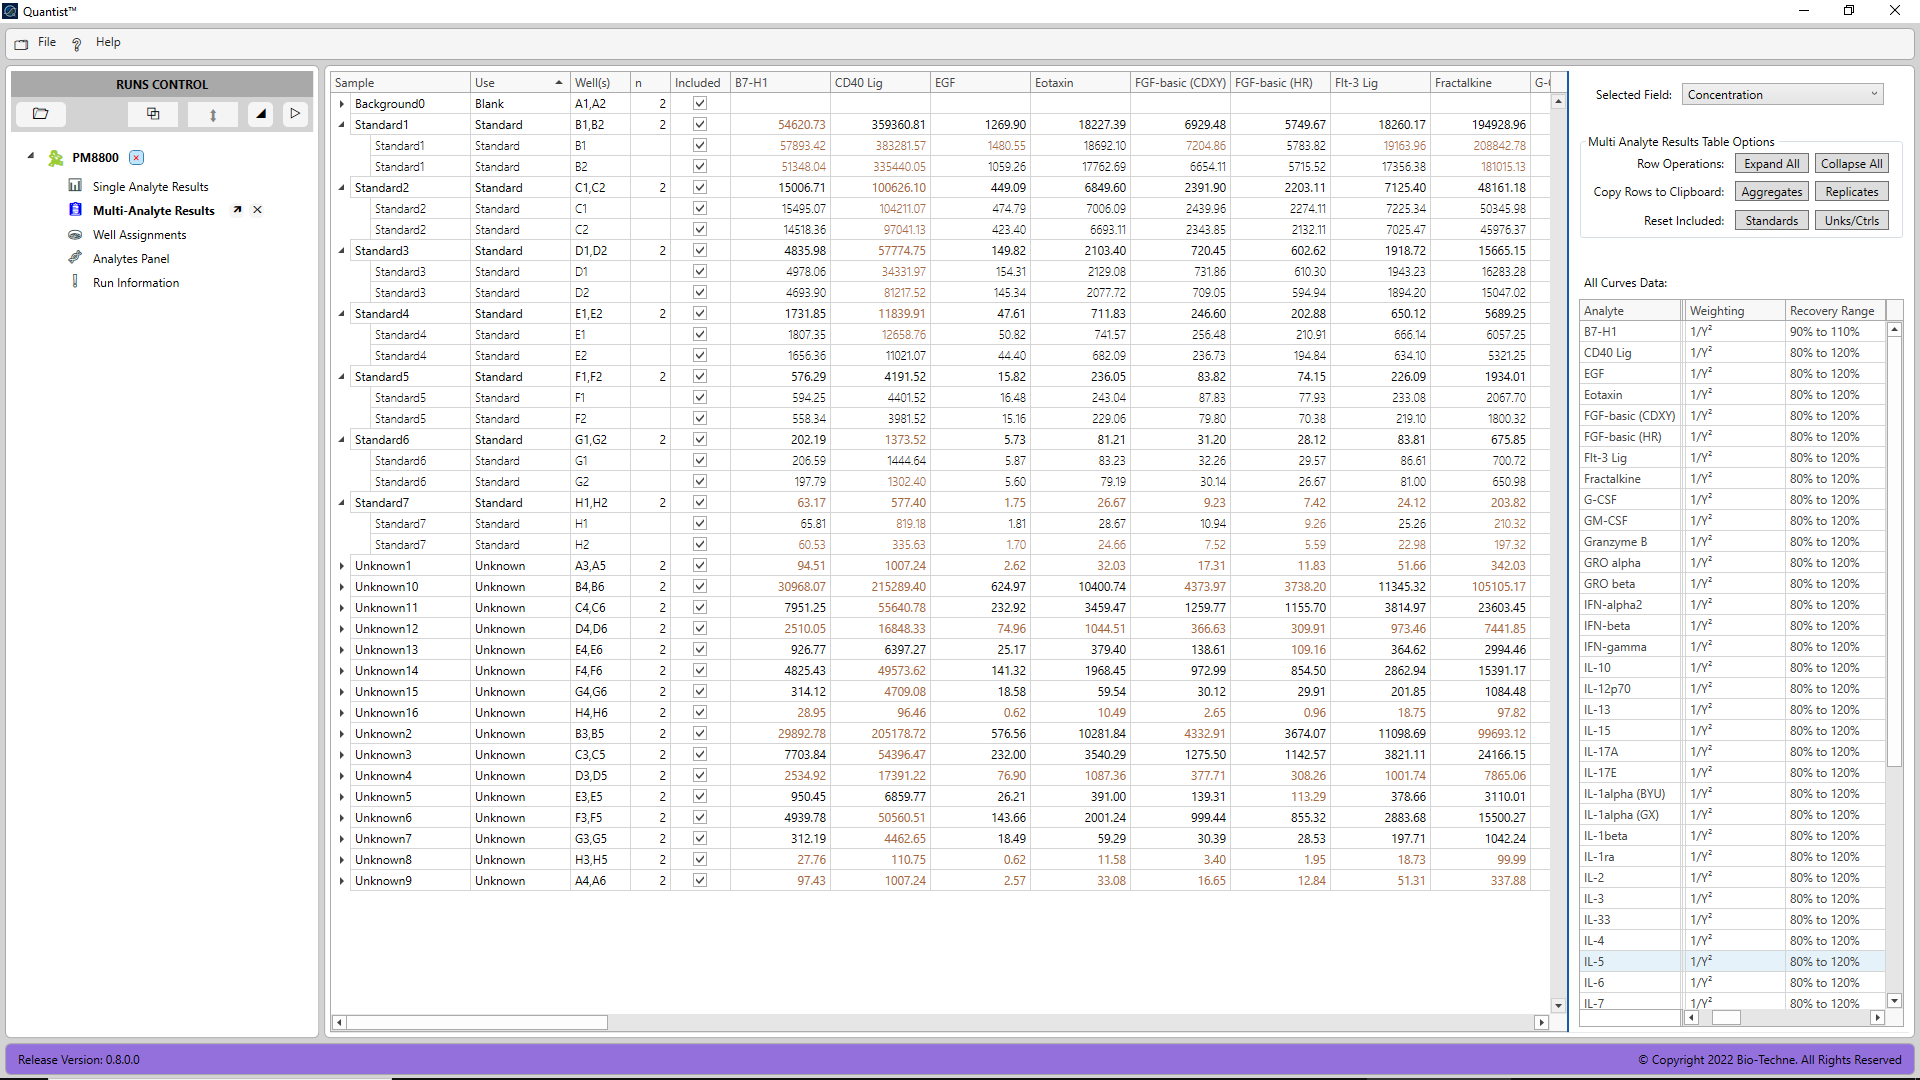 Quantist™
File Help
RUNS CONTROL
PM8800
Single Analyte Results
Multi-Analyte Results
Well Assignments
Analytes Panel
Run Information
Sample Use Well(s) n Included B7-H1 CD40 Lig EGF Eotaxin FGF-basic (CDXY) FGF-basic (HR) Flt-3 Lig Fractalkine
Background0 Blank A1,A2 2
Standard1 Standard B1,B2 2 54620.73 359360.81 1269.90 18227.39 6929.48 5749.67 18260.17 194928.96
Standard1 Standard B1 57893.42 383281.57 1480.55 18692.10 7204.86 5783.82 19163.96 208842.78
Standard1 Standard B2 51348.04 335440.05 1059.26 17762.69 6654.11 5715.52 17356.38 181015.13
Standard2 Standard C1,C2 2 15006.71 100626.10 449.09 6849.60 2391.90 2203.11 7125.40 48161.18
Standard2 Standard C1 15495.07 104211.07 474.79 7006.09 2439.96 2274.11 7225.34 50345.98
Standard2 Standard C2 14518.36 97041.13 423.40 6693.11 2343.85 2132.11 7025.47 45976.37
Standard3 Standard D1,D2 2 4835.98 57774.75 149.82 2103.40 720.45 602.62 1918.72 15665.15
Standard3 Standard D1 4978.06 34331.97 154.31 2129.08 731.86 610.30 1943.23 16283.28
Standard3 Standard D2 4693.90 81217.52 145.34 2077.72 709.05 594.94 1894.20 15047.02
Standard4 Standard E1,E2 2 1731.85 11839.91 47.61 711.83 246.60 202.88 650.12 5689.25
Standard4 Standard E1 1807.35 12658.76 50.82 741.57 256.48 210.91 666.14 6057.25
Standard4 Standard E2 1656.36 11021.07 44.40 682.09 236.73 194.84 634.10 5321.25
Standard5 Standard F1,F2 2 576.29 4191.52 15.82 236.05 83.82 74.15 226.09 1934.01
Standard5 Standard F1 594.25 4401.52 16.48 243.04 87.83 77.93 233.08 2067.70
Standard5 Standard F2 558.34 3981.52 15.16 229.06 79.80 70.38 219.10 1800.32
Standard6 Standard G1,G2 2 202.19 1373.52 5.73 81.21 31.20 28.12 83.81 675.85
Standard6 Standard G1 206.59 1444.64 5.87 83.23 32.26 29.57 86.61 700.72
Standard6 Standard G2 197.79 1302.40 5.60 79.19 30.14 26.67 81.00 650.98
Standard7 Standard H1,H2 2 63.17 577.40 1.75 26.67 9.23 7.42 24.12 203.82
Standard7 Standard H1 65.81 819.18 1.81 28.67 10.94 9.26 25.26 210.32
Standard7 Standard H2 60.53 335.63 1.70 24.66 7.52 5.59 22.98 197.32
Unknown1 Unknown A3,A5 2 94.51 1007.24 2.62 32.03 17.31 11.83 51.66 342.03
Unknown10 Unknown B4,B6 2 30968.07 215289.40 624.97 10400.74 4373.97 3738.20 11345.32 105105.17
Unknown11 Unknown C4,C6 2 7951.25 55640.78 232.92 3459.47 1259.77 1155.70 3814.97 23603.45
Unknown12 Unknown D4,D6 2 2510.05 16848.33 74.96 1044.51 366.63 309.91 973.46 7441.85
Unknown13 Unknown E4,E6 2 926.77 6397.27 25.17 379.40 138.61 109.16 364.62 2994.46
Unknown14 Unknown F4,F6 2 4825.43 49573.62 141.32 1968.45 972.99 854.50 2862.94 15391.17
Unknown15 Unknown G4,G6 2 314.12 4709.08 18.58 59.54 30.12 29.91 201.85 1084.48
Unknown16 Unknown H4,H6 2 28.95 96.46 0.62 10.49 2.65 0.96 18.75 97.82
Unknown2 Unknown B3,B5 2 29892.78 205178.72 576.56 10281.84 4332.91 3674.07 11098.69 99693.12
Unknown3 Unknown C3,C5 2 7703.84 54396.47 232.00 3540.29 1275.50 1142.57 3821.11 24166.15
Unknown4 Unknown D3,D5 2 2534.92 17391.22 76.90 1087.36 377.71 308.26 1001.74 7865.06
Unknown5 Unknown E3,E5 2 950.45 6859.77 26.21 391.00 139.31 113.29 378.66 3110.01
Unknown6 Unknown F3,F5 2 4939.78 50560.51 143.66 2001.24 999.44 855.32 2883.68 15500.27
Unknown7 Unknown G3,G5 2 312.19 4462.65 18.49 59.29 30.39 28.53 197.71 1042.24
Unknown8 Unknown H3,H5 2 27.76 110.75 0.62 11.58 3.40 1.95 18.73 99.99
Unknown9 Unknown A4,A6 2 97.43 1007.24 2.57 33.08 16.65 12.84 51.31 337.88
Selected Field: Concentration
Multi Analyte Results Table Options
Row Operations: Expand All Collapse All
Copy Rows to Clipboard: Aggregates Replicates
Reset Included: Standards Unks/Ctrls
All Curves Data:
Analyte Weighting Recovery Range
B7-H1 1/Y² 90% to 110%
CD40 Lig 1/Y² 80% to 120%
EGF 1/Y² 80% to 120%
Eotaxin 1/Y² 80% to 120%
FGF-basic (CDXY) 1/Y² 80% to 120%
FGF-basic (HR) 1/Y² 80% to 120%
Flt-3 Lig 1/Y² 80% to 120%
Fractalkine 1/Y² 80% to 120%
G-CSF 1/Y² 80% to 120%
GM-CSF 1/Y² 80% to 120%
Granzyme B 1/Y² 80% to 120%
GRO alpha 1/Y² 80% to 120%
GRO beta 1/Y² 80% to 120%
IFN-alpha2 1/Y² 80% to 120%
IFN-beta 1/Y² 80% to 120%
IFN-gamma 1/Y² 80% to 120%
IL-10 1/Y² 80% to 120%
IL-12p70 1/Y² 80% to 120%
IL-13 1/Y² 80% to 120%
IL-15 1/Y² 80% to 120%
IL-17A 1/Y² 80% to 120%
IL-17E 1/Y² 80% to 120%
IL-1alpha (BYU) 1/Y² 80% to 120%
IL-1alpha (GX) 1/Y² 80% to 120%
IL-1beta 1/Y² 80% to 120%
IL-1ra 1/Y² 80% to 120%
IL-2 1/Y² 80% to 120%
IL-3 1/Y² 80% to 120%
IL-33 1/Y² 80% to 120%
IL-4 1/Y² 80% to 120%
IL-5 1/Y² 80% to 120%
IL-6 1/Y² 80% to 120%
IL-7 1/Y² 80% to 120%
Release Version: 0.8.0.0
© Copyright 2022 Bio-Techne. All Rights Reserved